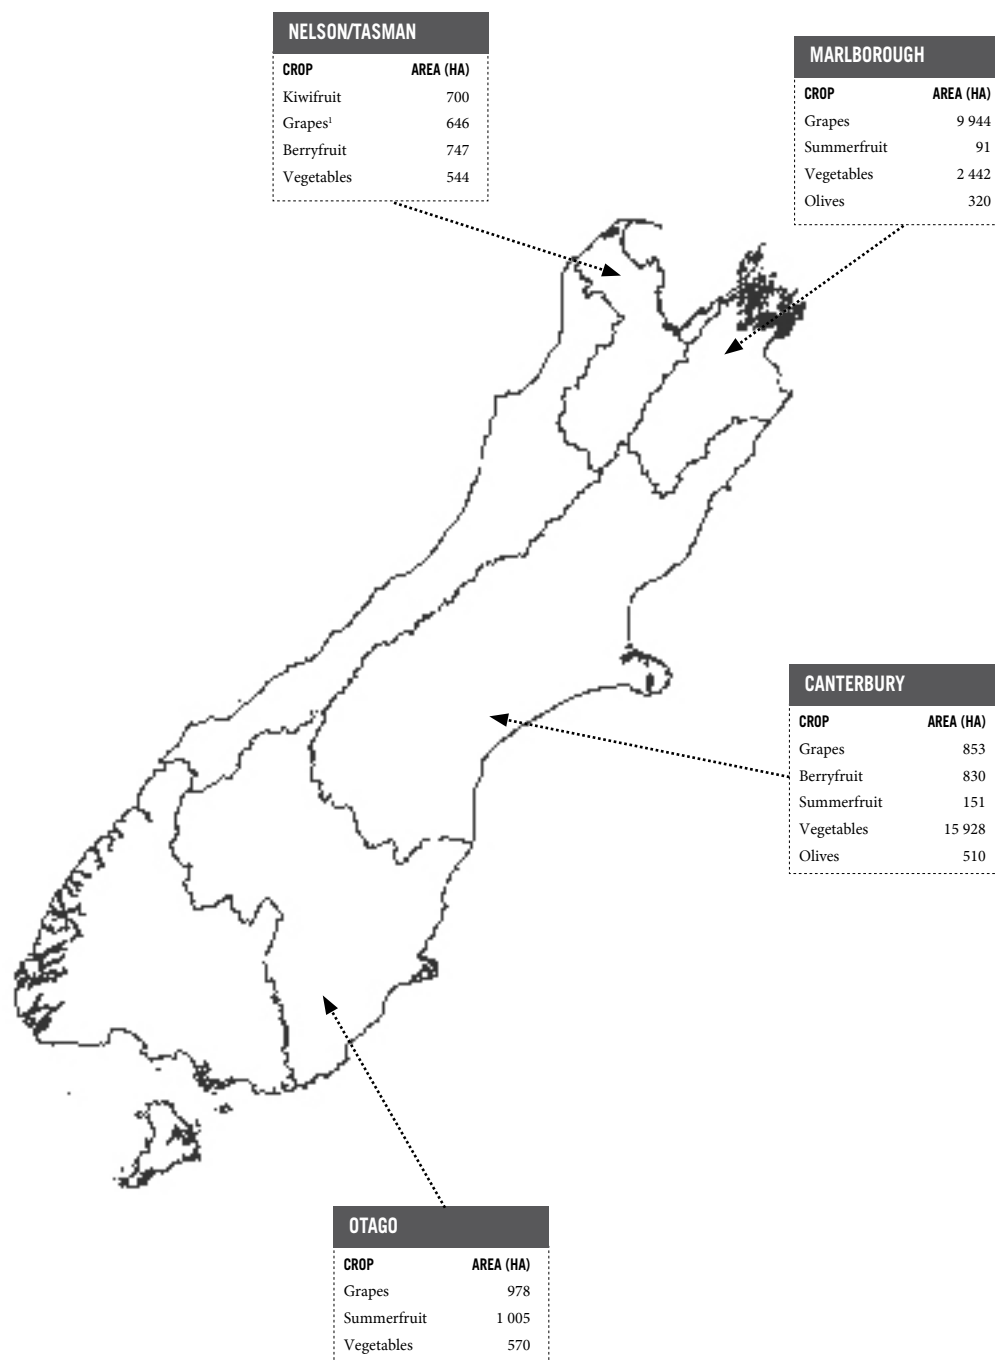 NELSON/TASMAN
CROP AREA (HA)
Kiwifruit 700
Grapes¹ 646
Berryfruit 747
Vegetables 544
MARLBOROUGH
CROP AREA (HA)
Grapes 9 944
Summerfruit 91
Vegetables 2 442
Olives 320
CANTERBURY
CROP AREA (HA)
Grapes 853
Berryfruit 830
Summerfruit 151
Vegetables 15 928
Olives 510
OTAGO
CROP AREA (HA)
Grapes 978
Summerfruit 1 005
Vegetables 570